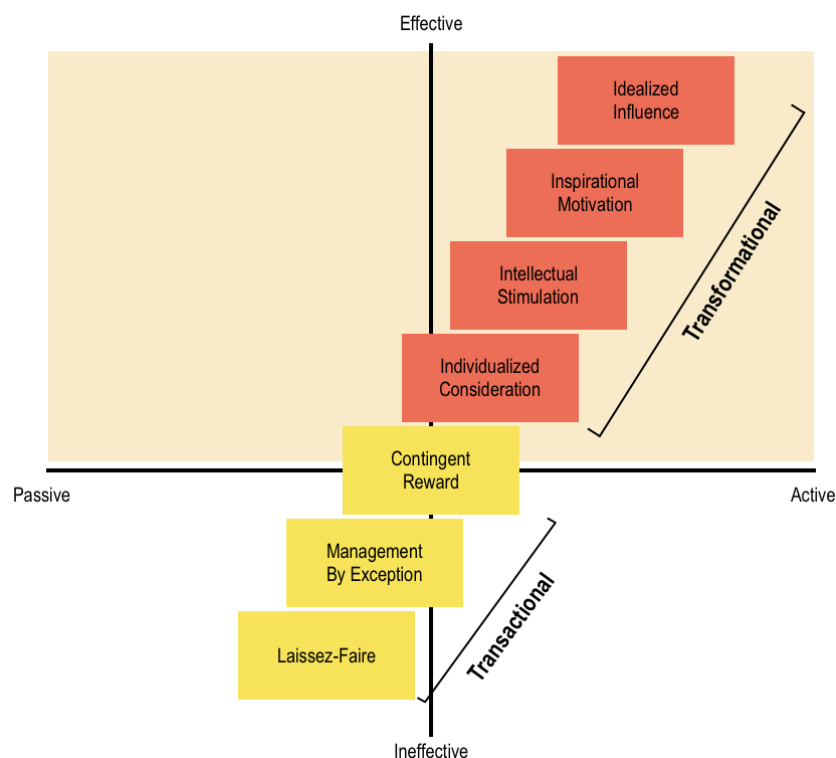 Effective
Idealized
Influence
Inspirational
Motivation
Transformational
Intellectual
Stimulation
Individualized
Consideration
Contingent
Reward
Passive
Active
Management
By Exception
Transactional
Laissez-Faire
Ineffective